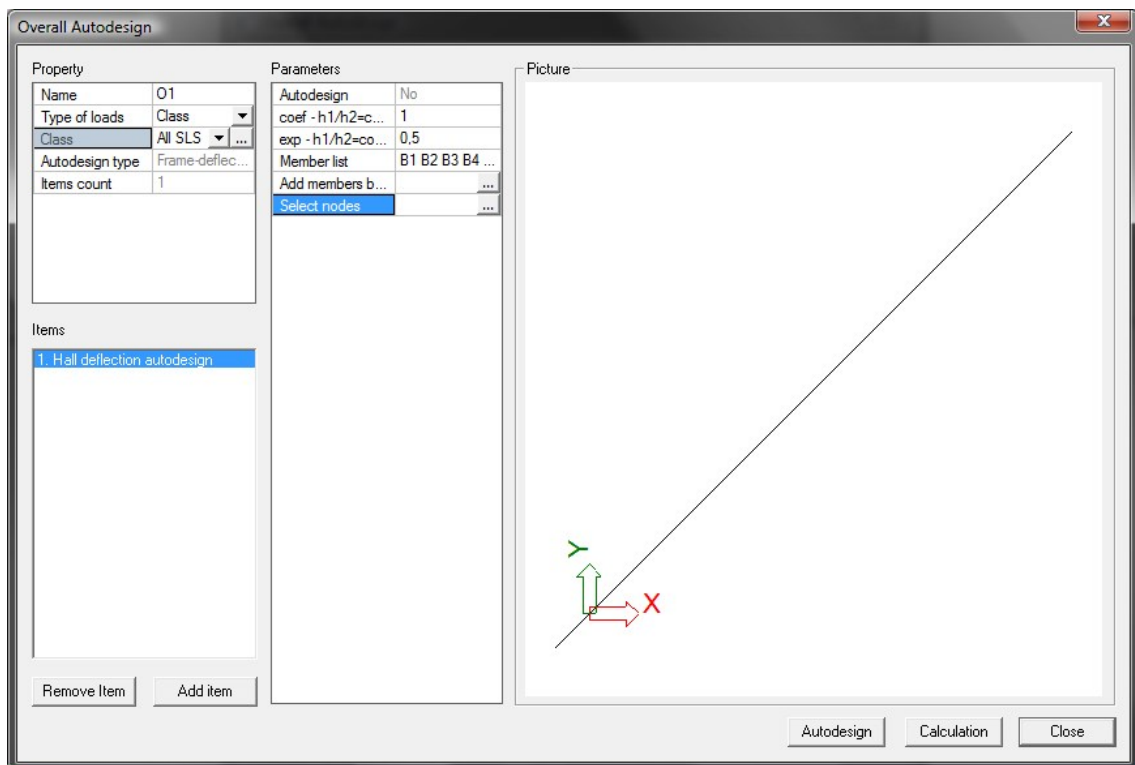 Overall Autodesign
Property
Name O1
Type of loads Class
Class All SLS ...
Autodesign type Frame-deflec...
Items count 1
Items
1. Hall deflection autodesign
Remove Item Add item
Parameters
Autodesign No
coef - h1/h2=c... 1
exp - h1/h2=co... 0,5
Member list B1 B2 B3 B4 ...
Add members b... ...
Select nodes ...
Picture
Y
X
Autodesign Calculation Close